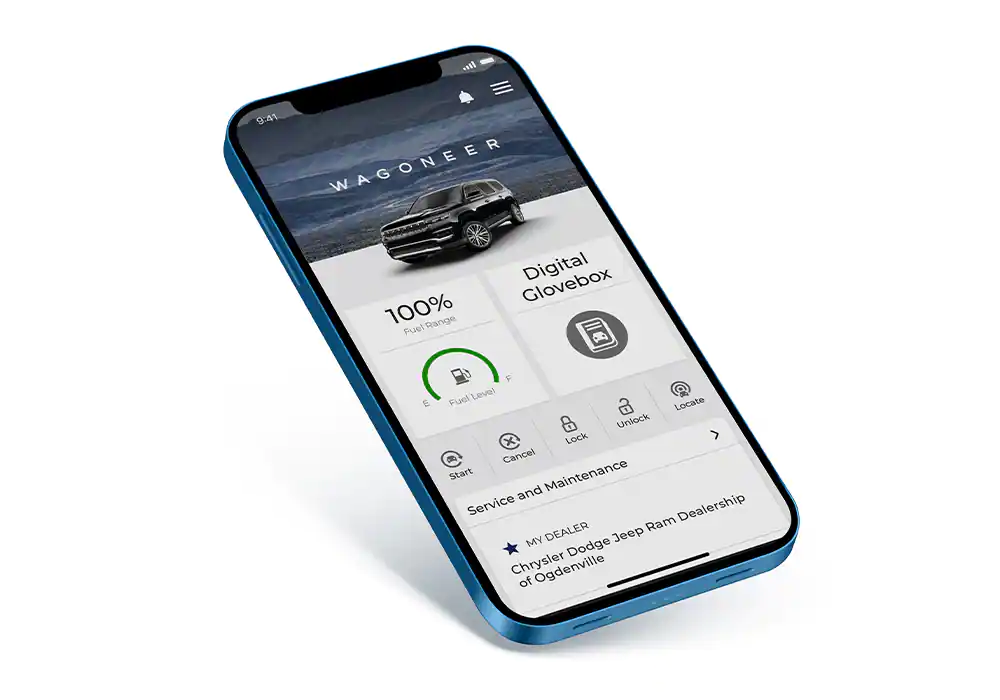 9:41
WAGONEER
100%
Fuel Range
E
Fuel Level
F
Digital
Glovebox
Start
Cancel
Lock
Unlock
Locate
Service and Maintenance
MY DEALER
Chrysler Dodge Jeep Ram Dealership
of Ogdenville